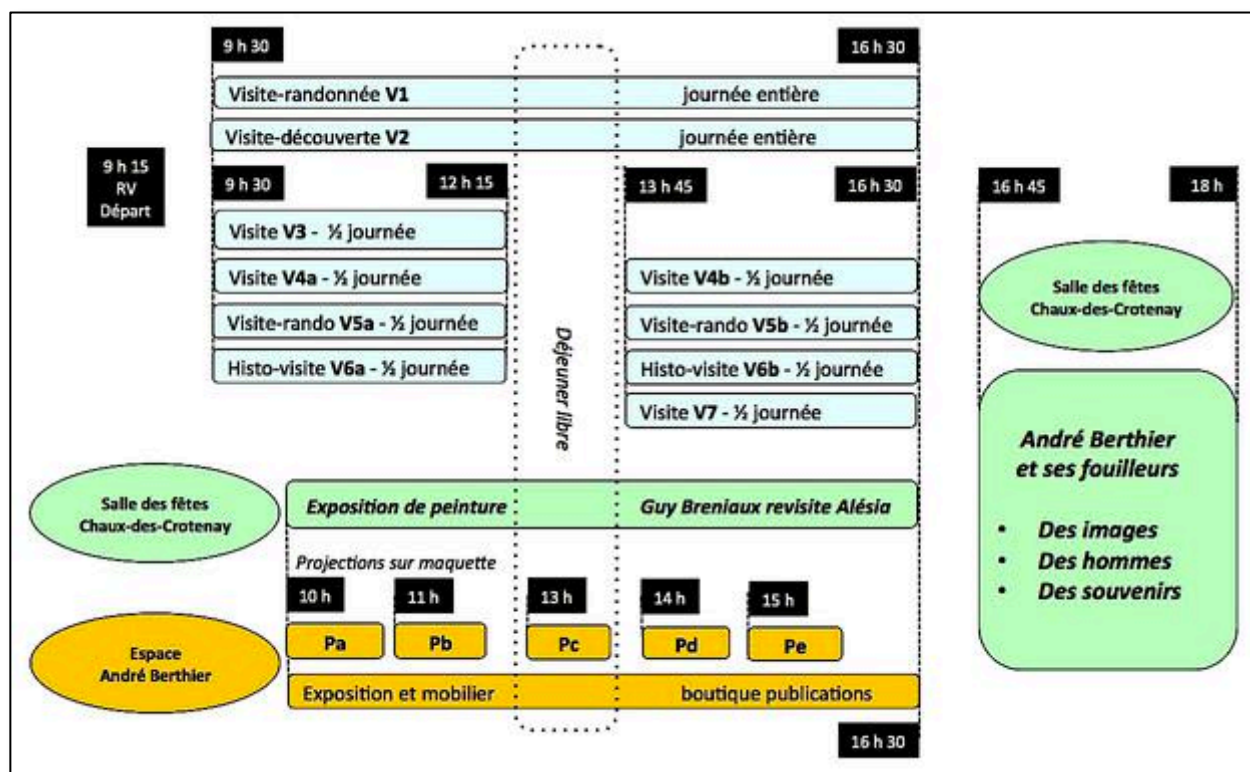 9 h 30
16 h 30
Visite-randonnée V1 journée entière
Visite-découverte V2 journée entière
9 h 15
RV
Départ
9 h 30
12 h 15
13 h 45
16 h 30
16 h 45
18 h
Visite V3 - ½ journée
Visite V4a - ½ journée
Visite V4b - ½ journée
Visite-rando V5a - ½ journée
Visite-rando V5b - ½ journée
Histo-visite V6a - ½ journée
Histo-visite V6b - ½ journée
Visite V7 - ½ journée
Déjeuner libre
Salle des fêtes
Chaux-des-Crotenay
André Berthier
et ses fouilleurs
• Des images
• Des hommes
• Des souvenirs
Salle des fêtes
Chaux-des-Crotenay
Exposition de peinture Guy Breniaux revisite Alésia
Projections sur maquette
10 h
11 h
13 h
14 h
15 h
Pa
Pb
Pc
Pd
Pe
Espace
André Berthier
Exposition et mobilier boutique publications
16 h 30